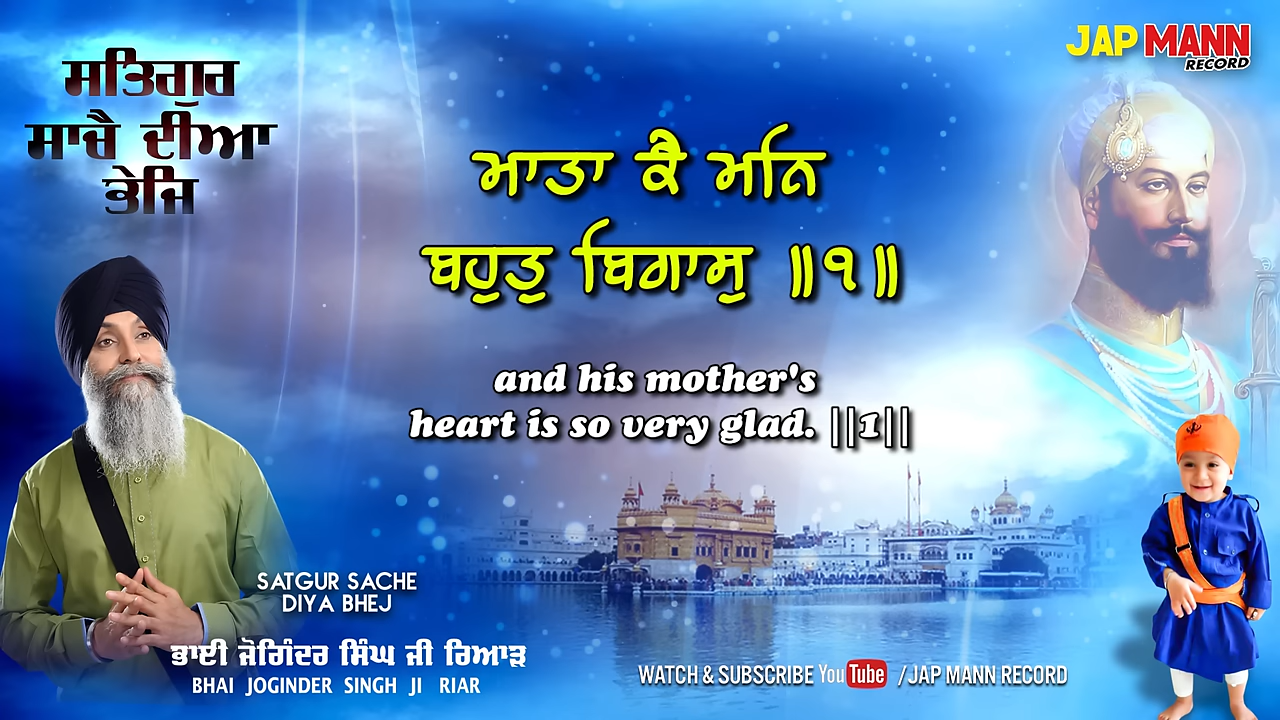 JAP MANN
RECORD
ਸਤਿਗੁਰ
ਸਾਚੈ ਦੀਆ
ਭੇਜਿ
ਮਾਤਾ ਕੈ ਮਨਿ
ਬਹੁਤੁ ਬਿਗਾਸੁ ॥੧॥
and his mother's
heart is so very glad. ||1||
SATGUR SACHE
DIYA BHEJ
ਭਾਈ ਜੋਗਿੰਦਰ ਸਿੰਘ ਜੀ ਰਿਆੜ
BHAI JOGINDER SINGH JI RIAR
WATCH & SUBSCRIBE YouTube /JAP MANN RECORD